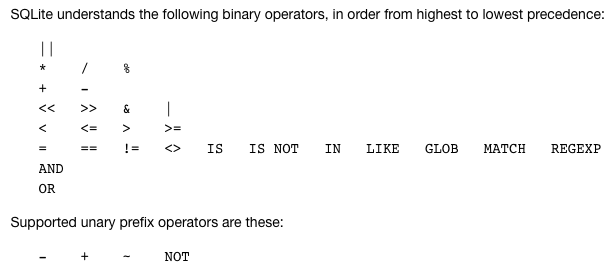 SQLite understands the following binary operators, in order from highest to lowest precedence:
||
* / %
+ -
<< >> & |
< <= > >=
= == != <> IS IS NOT IN LIKE GLOB MATCH REGEXP
AND
OR
Supported unary prefix operators are these:
- + ~ NOT